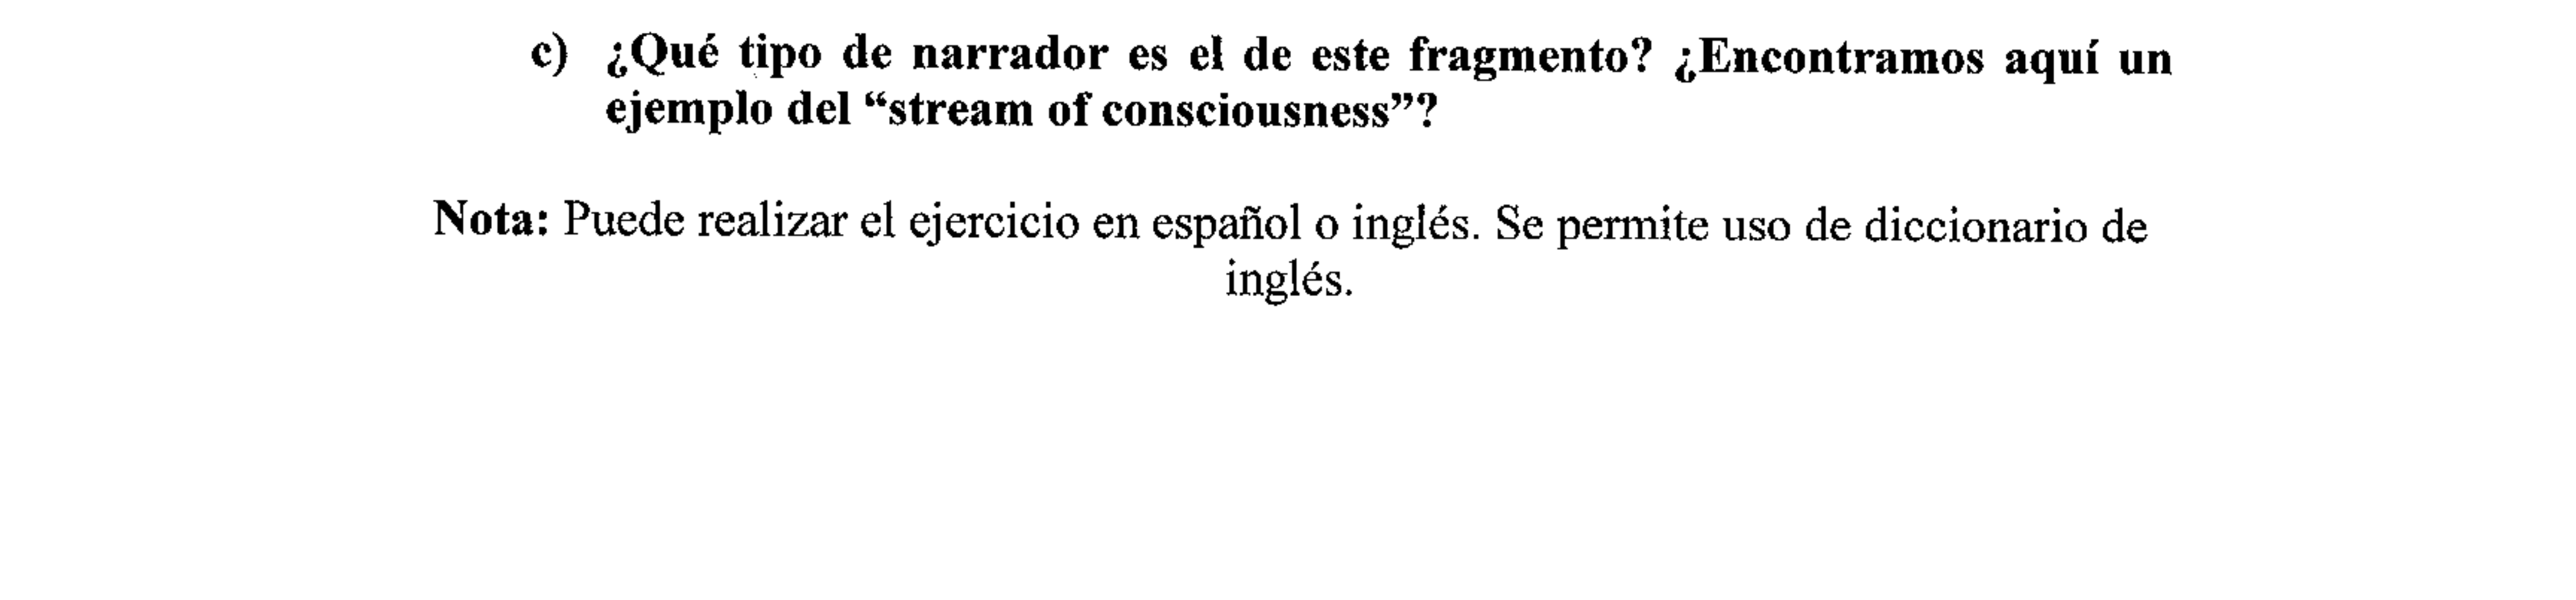 c) ¿Qué tipo de narrador es el de este fragmento? ¿Encontramos aquí un
ejemplo del “stream of consciousness”?
Nota: Puede realizar el ejercicio en español o inglés. Se permite uso de diccionario de
inglés.